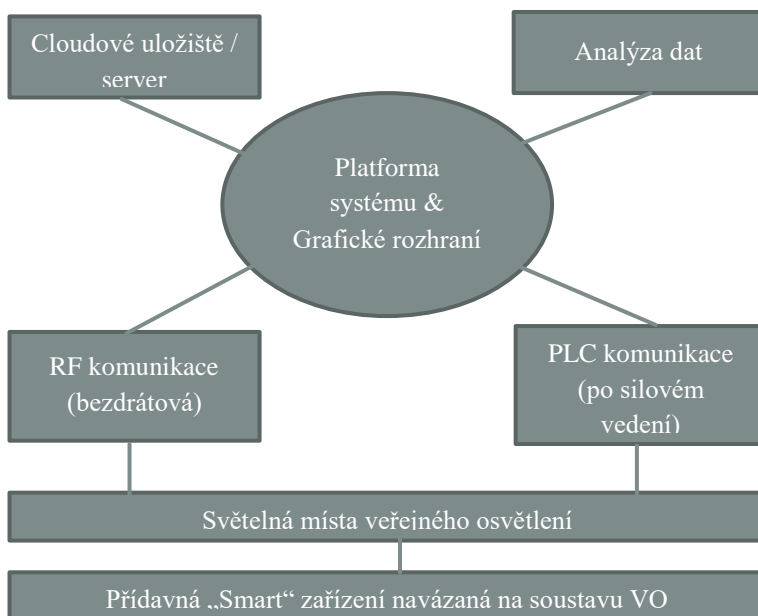 Cloudové uložiště /
server
Analýza dat
Platforma
systému &
Grafické rozhraní
RF komunikace
(bezdrátová)
PLC komunikace
(po silovém
vedení)
Světelná místa veřejného osvětlení
Přídavná „Smart“ zařízení navázaná na soustavu VO